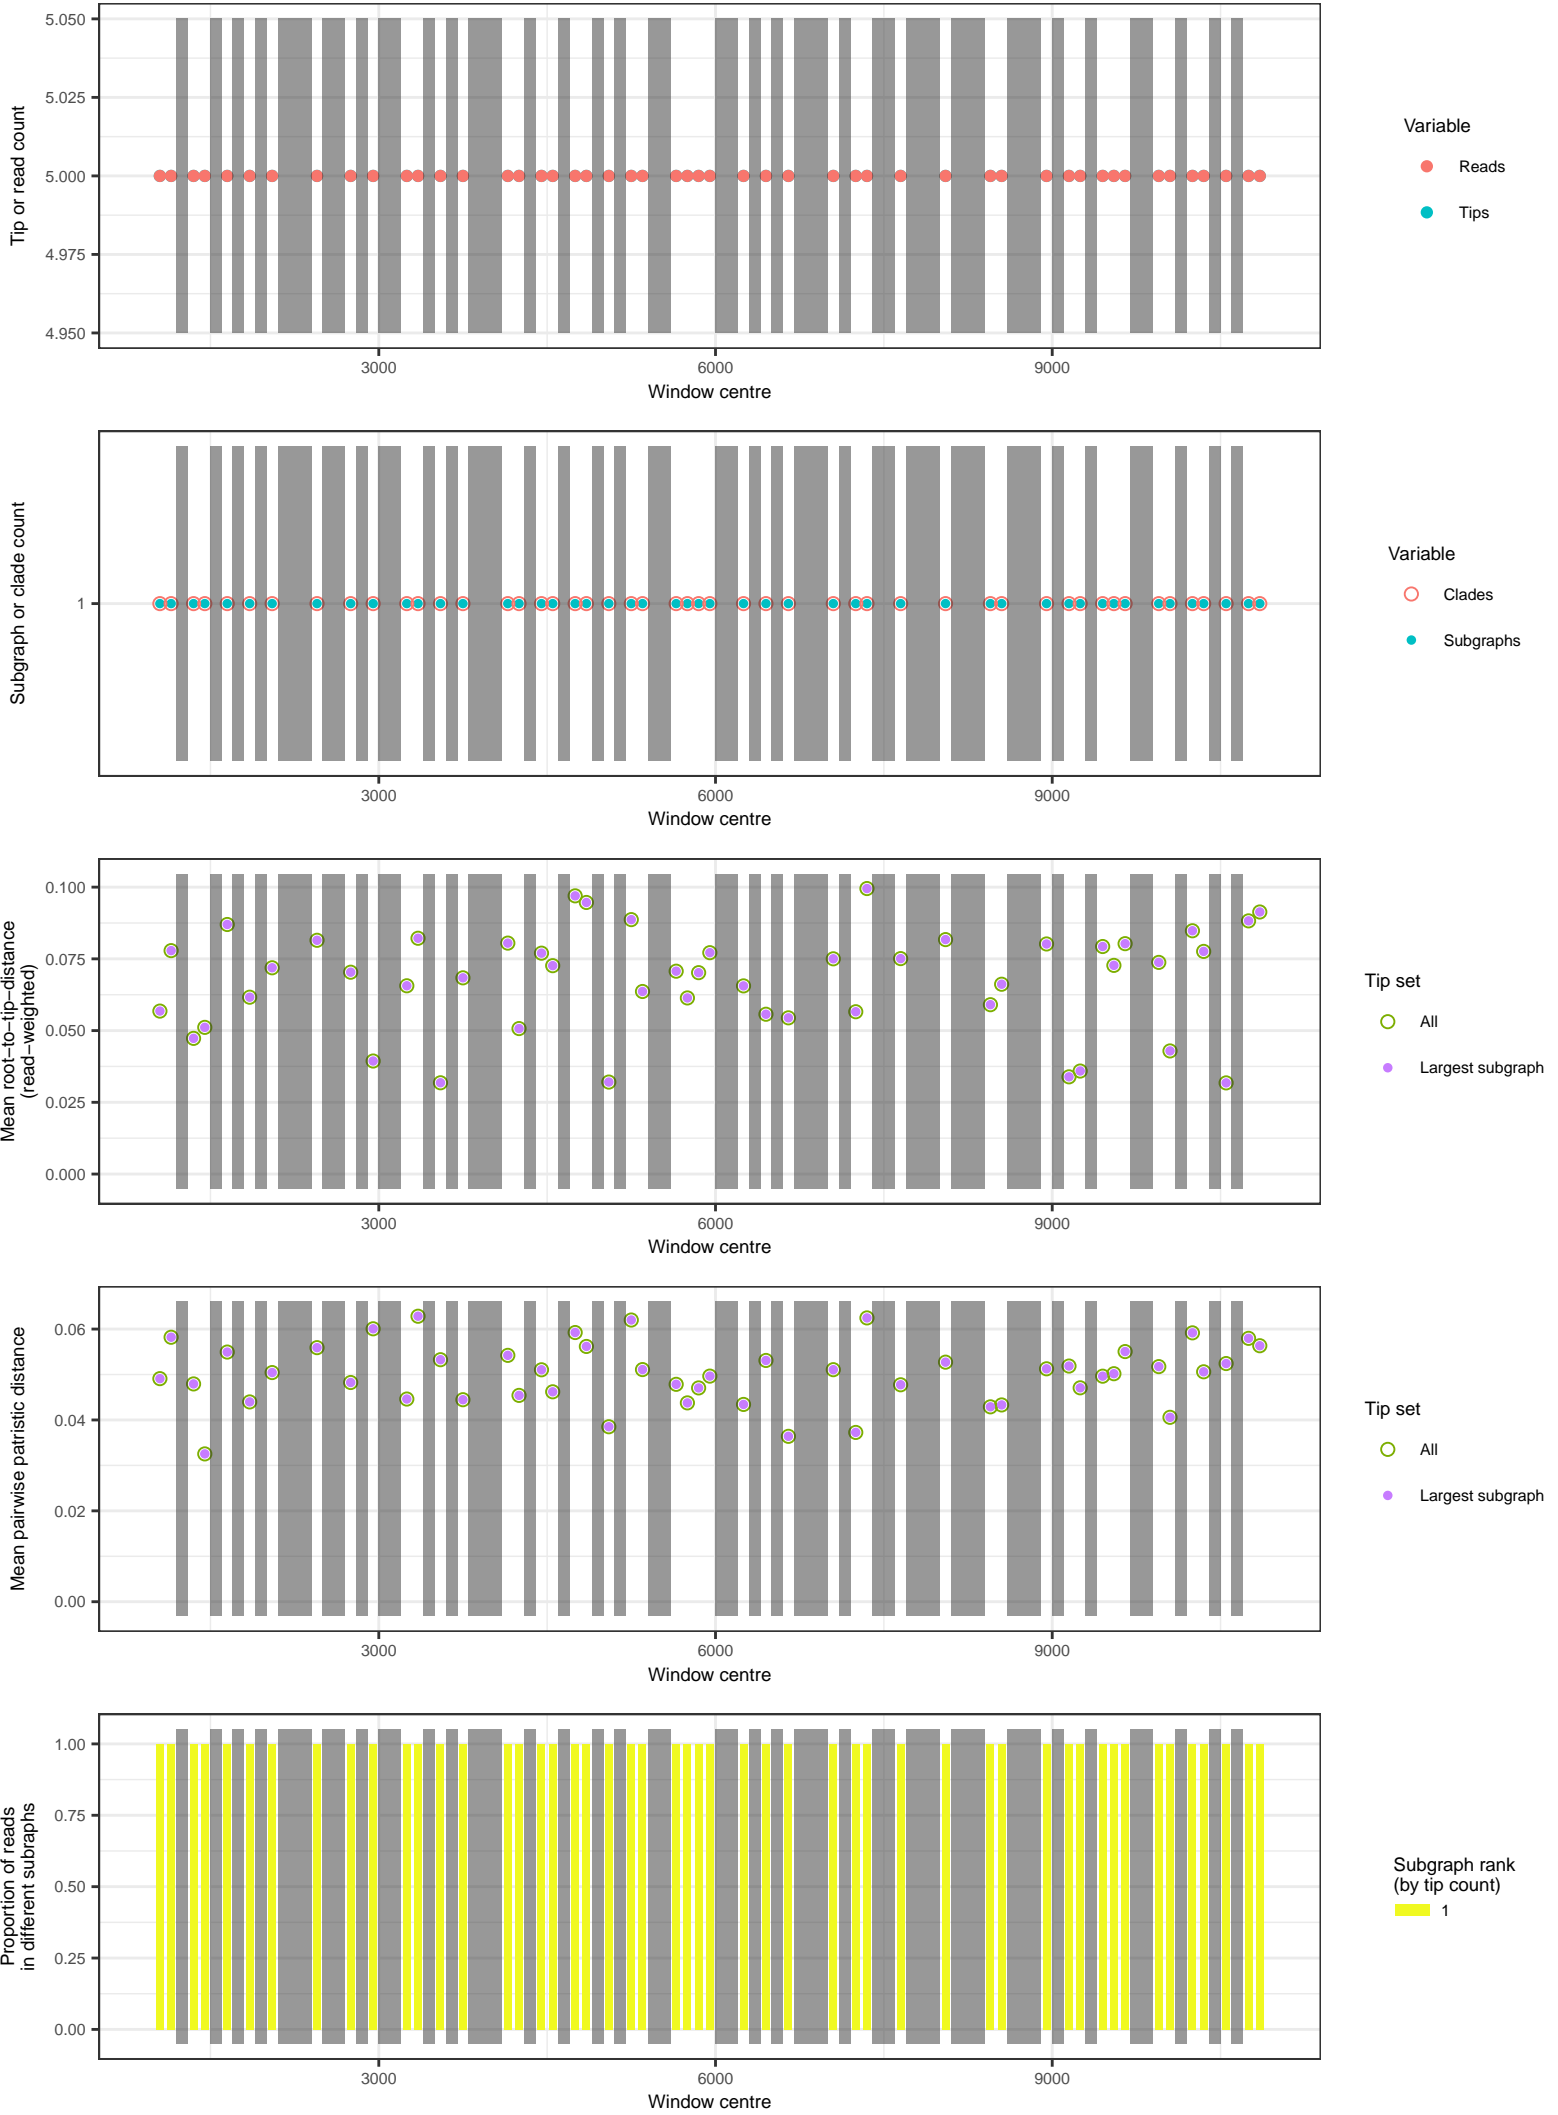 5.050
5.025
5.000
4.975
4.950
Tip or read count
3000 6000 9000
Window centre
Variable
Reads
Tips
1
Subgraph or clade count
3000 6000 9000
Window centre
Variable
Clades
Subgraphs
0.100
0.075
0.050
0.025
0.000
Mean root−to−tip−distance
(read−weighted)
3000 6000 9000
Window centre
Tip set
All
Largest subgraph
0.06
0.04
0.02
0.00
Mean pairwise patristic distance
3000 6000 9000
Window centre
Tip set
All
Largest subgraph
1.00
0.75
0.50
0.25
0.00
Proportion of reads
in different subraphs
3000 6000 9000
Window centre
Subgraph rank
(by tip count)
1